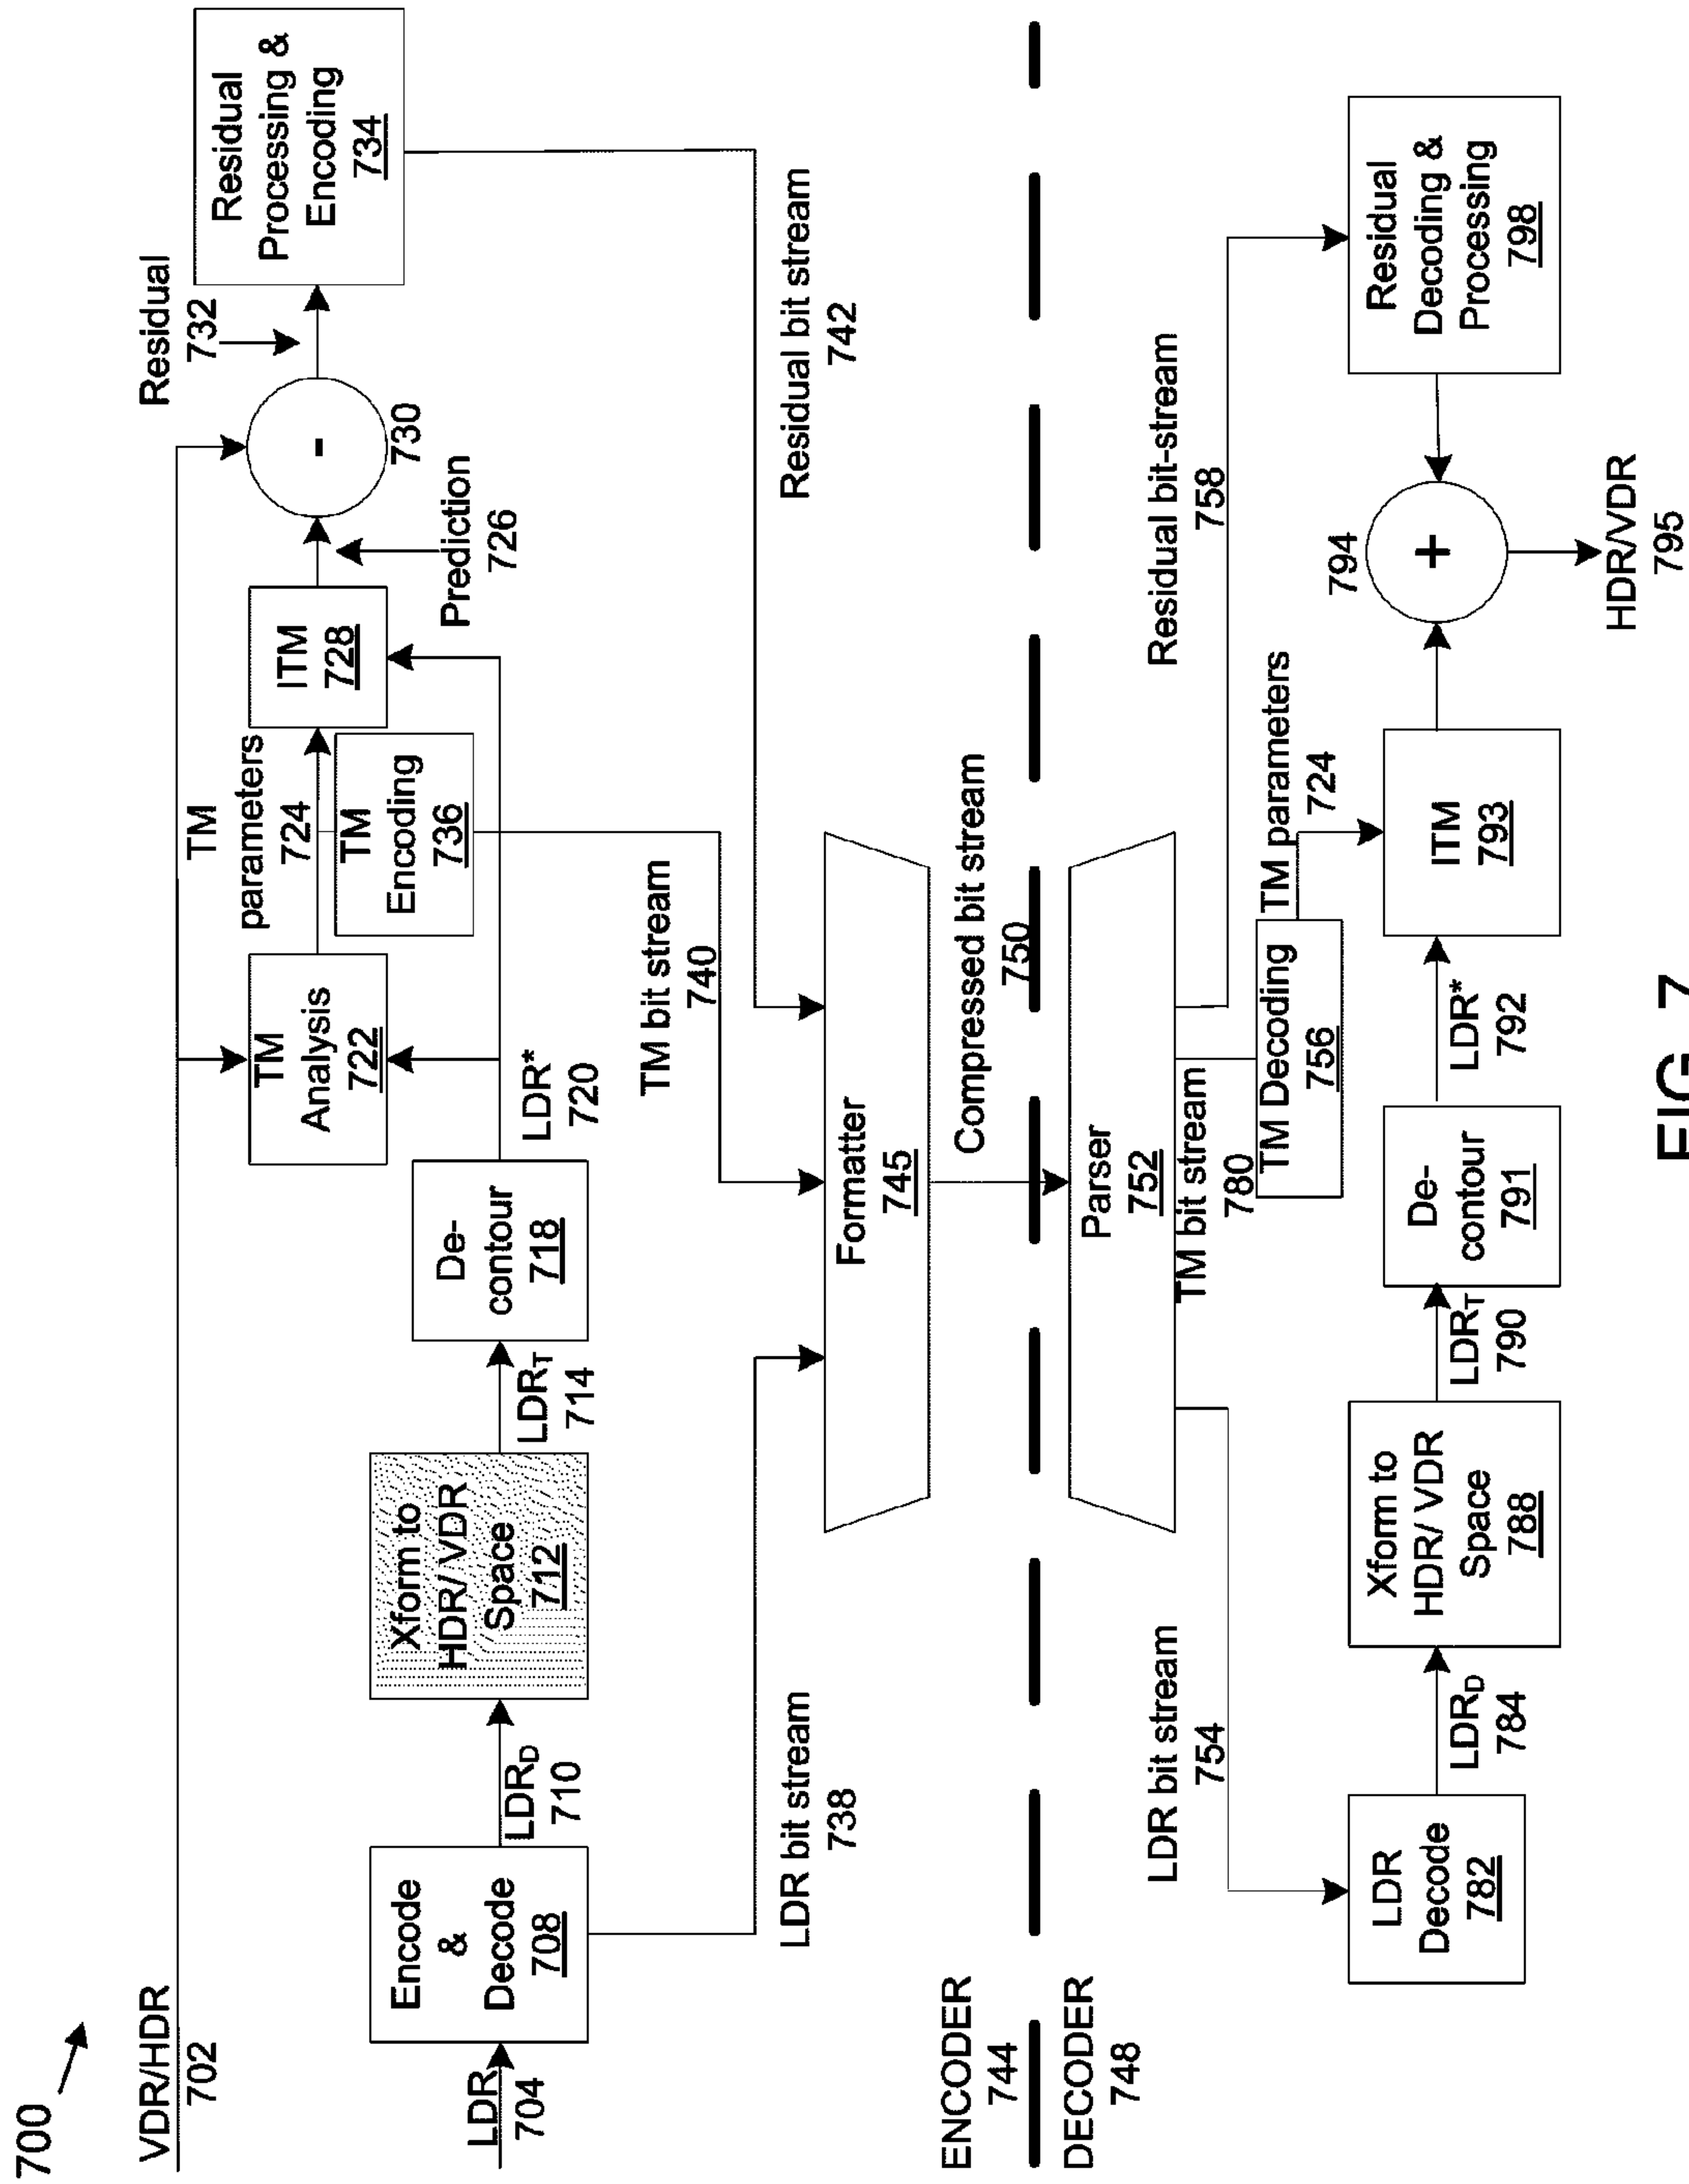 700
VDR/HDR
702
LDR
704
Encode
&
Decode
708
LDRD
710
Xform to
HDR/ VDR
Space
712
LDRT
714
De-
contour
718
LDR*
720
TM
Analysis
722
TM
parameters
724
TM
Encoding
736
ITM
728
Prediction
726
-
730
Residual
732
Residual
Processing &
Encoding
734
LDR bit stream
738
TM bit stream
740
Residual bit stream
742
Formatter
745
Compressed bit stream
750
ENCODER
744
DECODER
748
Parser
752
LDR bit stream
754
TM bit stream
780
TM Decoding
756
TM parameters
724
Residual bit-stream
758
LDR
Decode
782
LDRD
784
Xform to
HDR/ VDR
Space
788
LDRT
790
De-
contour
791
LDR*
792
ITM
793
794
+
HDR/VDR
795
Residual
Decoding &
Processing
798
FIG. 7